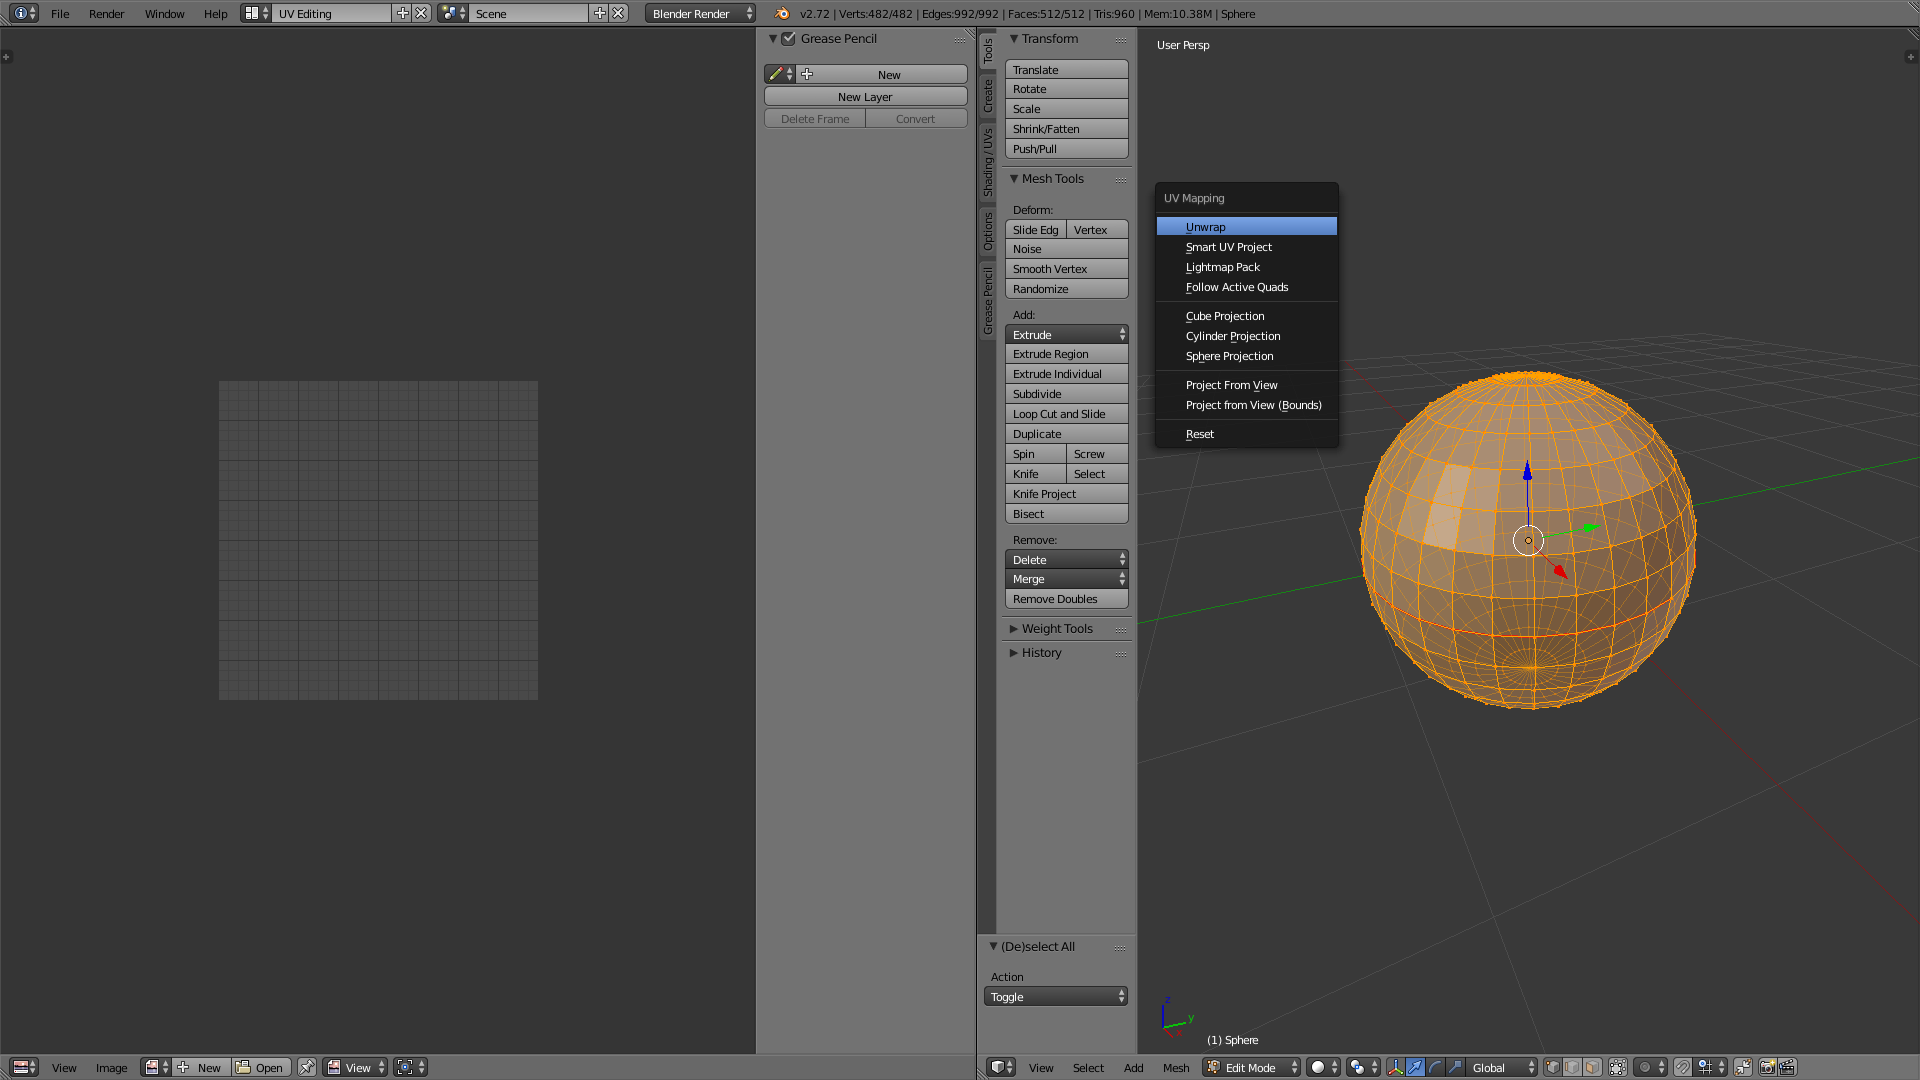 File Render Window Help UV Editing Scene Blender Render v2.72 | Verts:482/482 | Edges:992/992 | Faces:512/512 | Tris:960 | Mem:10.38M | Sphere
Grease Pencil
New
New Layer
Delete Frame Convert
Tools
Create
Shading / UVs
Options
Grease Pencil
Transform
Translate
Rotate
Scale
Shrink/Fatten
Push/Pull
Mesh Tools
Deform:
Slide Edg Vertex
Noise
Smooth Vertex
Randomize
Add:
Extrude
Extrude Region
Extrude Individual
Subdivide
Loop Cut and Slide
Duplicate
Spin Screw
Knife Select
Knife Project
Bisect
Remove:
Delete
Merge
Remove Doubles
Weight Tools
History
(De)select All
Action
Toggle
User Persp
UV Mapping
Unwrap
Smart UV Project
Lightmap Pack
Follow Active Quads
Cube Projection
Cylinder Projection
Sphere Projection
Project From View
Project from View (Bounds)
Reset
z
y
x
(1) Sphere
View Image New Open View
View Select Add Mesh Edit Mode Global